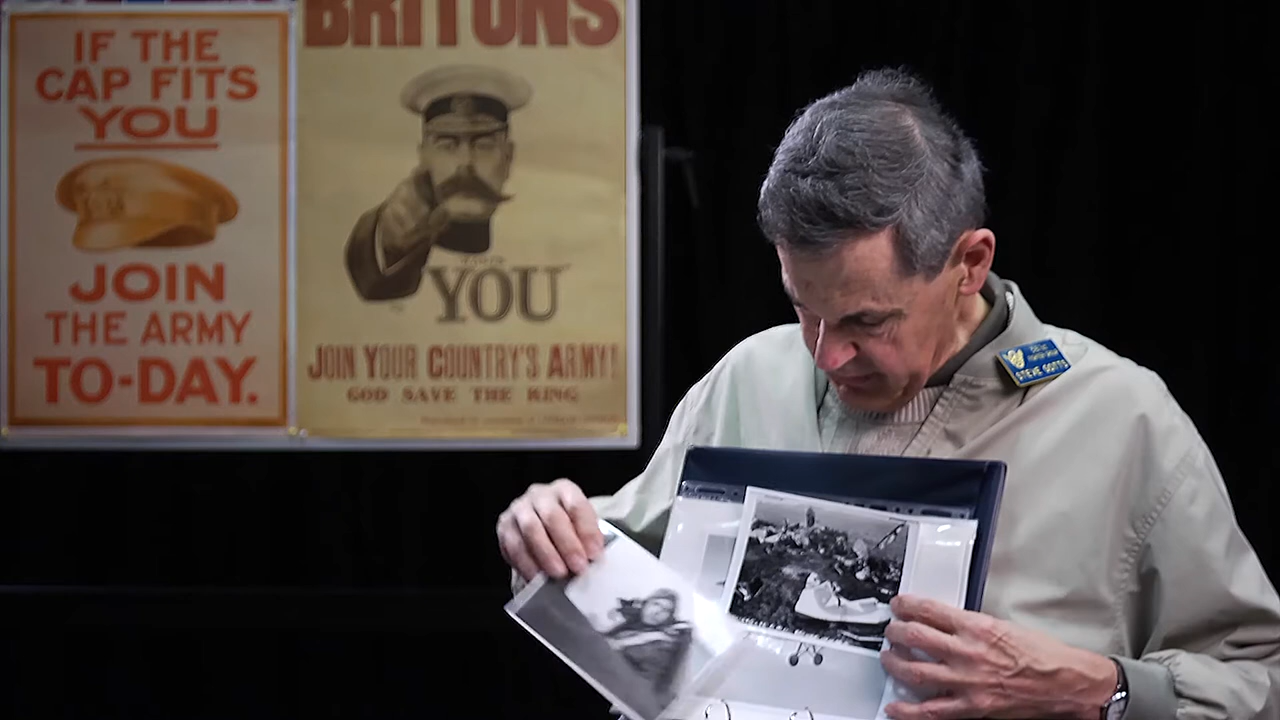 IF THE
CAP FITS
YOU
JOIN
THE ARMY
TO-DAY.
BRITONS
YOU
JOIN YOUR COUNTRY'S ARMY!
GOD SAVE THE KING
STEVE GOTTS